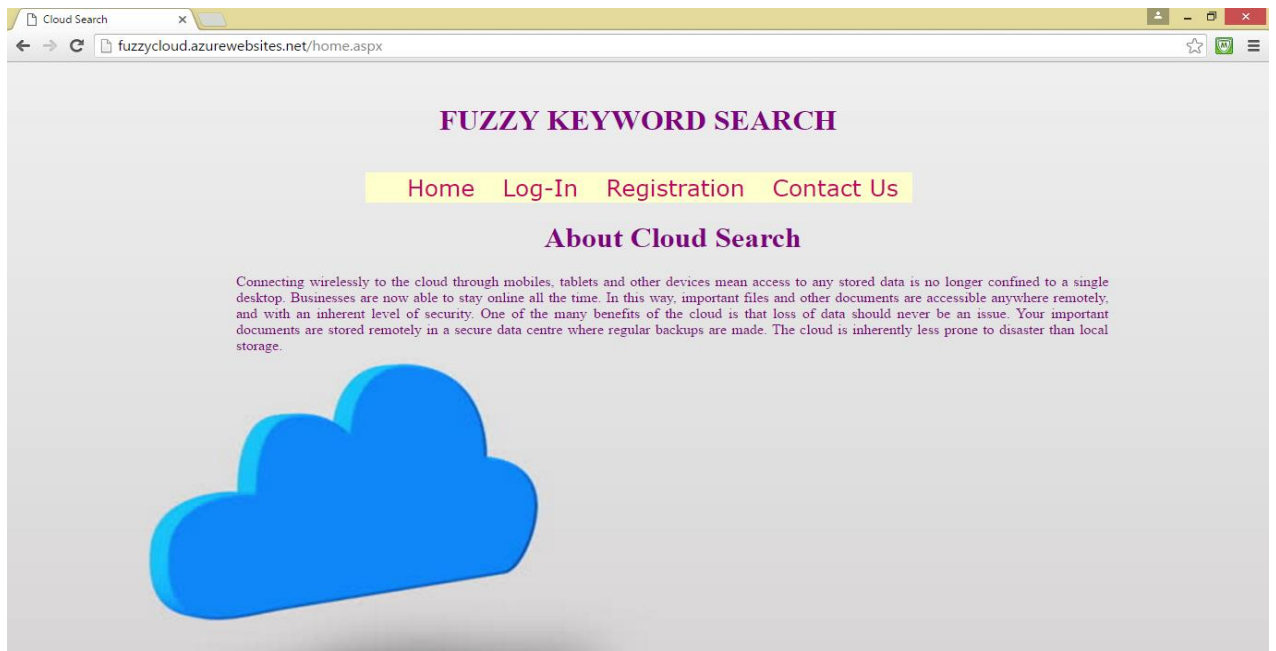 Cloud Search
fuzzycloud.azurewebsites.net/home.aspx
FUZZY KEYWORD SEARCH
Home Log-In Registration Contact Us
About Cloud Search
Connecting wirelessly to the cloud through mobiles, tablets and other devices mean access to any stored data is no longer confined to a single
desktop. Businesses are now able to stay online all the time. In this way, important files and other documents are accessible anywhere remotely,
and with an inherent level of security. One of the many benefits of the cloud is that loss of data should never be an issue. Your important
documents are stored remotely in a secure data centre where regular backups are made. The cloud is inherently less prone to disaster than local
storage.